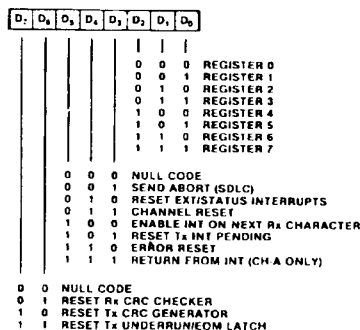 D7 D6 D5 D4 D3 D2 D1 D0
0 0 0 REGISTER 0
0 0 1 REGISTER 1
0 1 0 REGISTER 2
0 1 1 REGISTER 3
1 0 0 REGISTER 4
1 0 1 REGISTER 5
1 1 0 REGISTER 6
1 1 1 REGISTER 7
0 0 0 NULL CODE
0 0 1 SEND ABORT (SDLC)
0 1 0 RESET EXT/STATUS INTERRUPTS
0 1 1 CHANNEL RESET
1 0 0 ENABLE INT ON NEXT Rx CHARACTER
1 0 1 RESET Tx INT PENDING
1 1 0 ERROR RESET
1 1 1 RETURN FROM INT (CH-A ONLY)
0 0 NULL CODE
0 1 RESET Rx CRC CHECKER
1 0 RESET Tx CRC GENERATOR
1 1 RESET Tx UNDERRUN/EOM LATCH